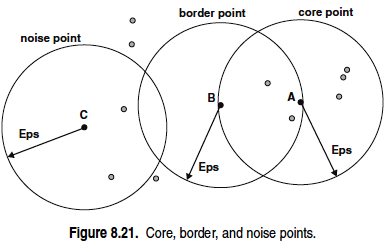 border point
core point
noise point
C
B
A
Eps
Eps
Eps
Figure 8.21. Core, border, and noise points.